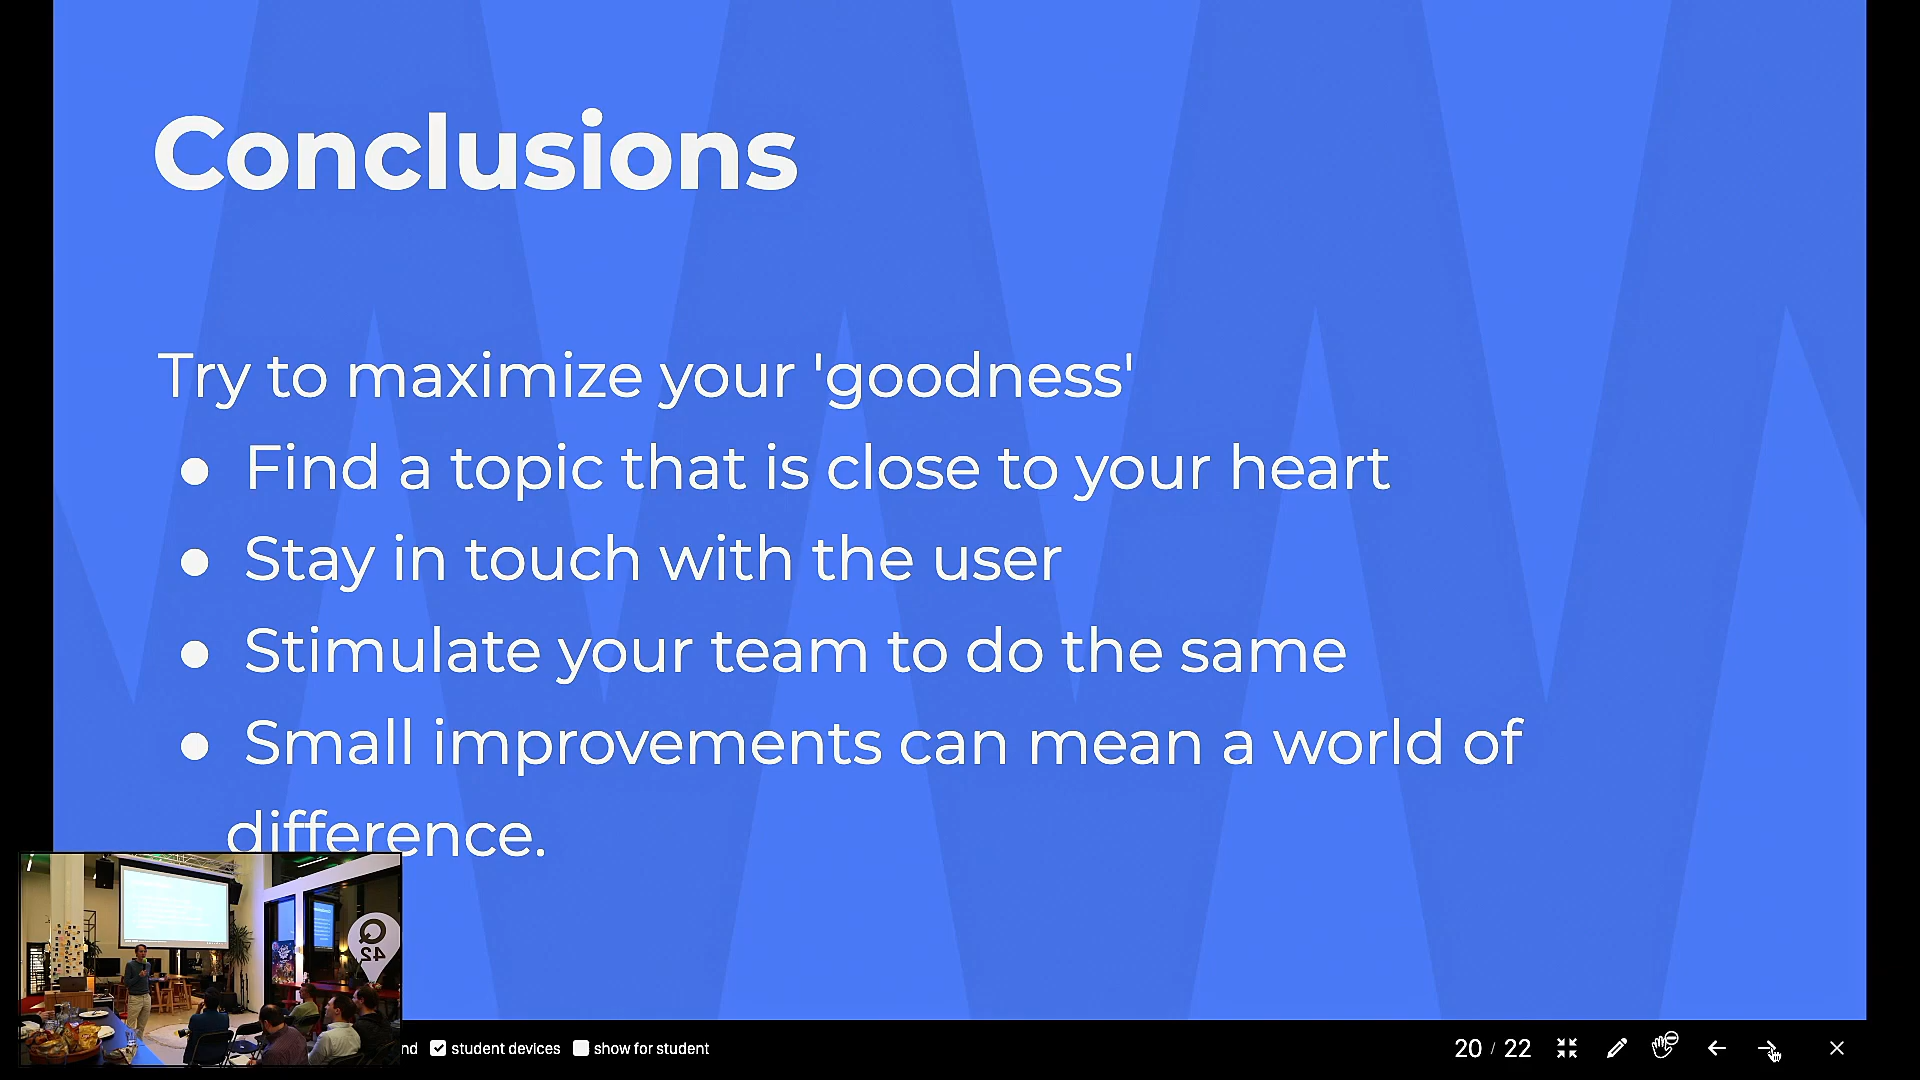 Conclusions
Try to maximize your 'goodness'
● Find a topic that is close to your heart
● Stay in touch with the user
● Stimulate your team to do the same
● Small improvements can mean a world of
difference.
Q
42
nd
student devices
show for student
20 / 22